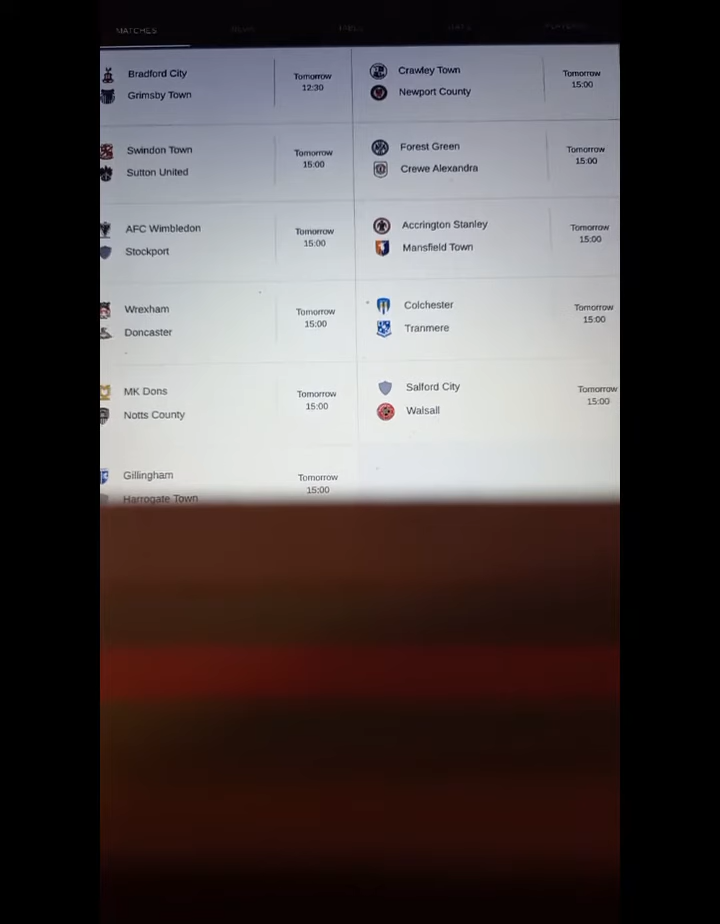 MATCHES
Bradford City
Grimsby Town
Tomorrow
12:30
Crawley Town
Newport County
Tomorrow
15:00
Swindon Town
Sutton United
Tomorrow
15:00
Forest Green
Crewe Alexandra
Tomorrow
15:00
AFC Wimbledon
Stockport
Tomorrow
15:00
Accrington Stanley
Mansfield Town
Tomorrow
15:00
Wrexham
Doncaster
Tomorrow
15:00
Colchester
Tranmere
Tomorrow
15:00
MK Dons
Notts County
Tomorrow
15:00
Salford City
Walsall
Tomorrow
15:00
Gillingham
Harrogate Town
Tomorrow
15:00